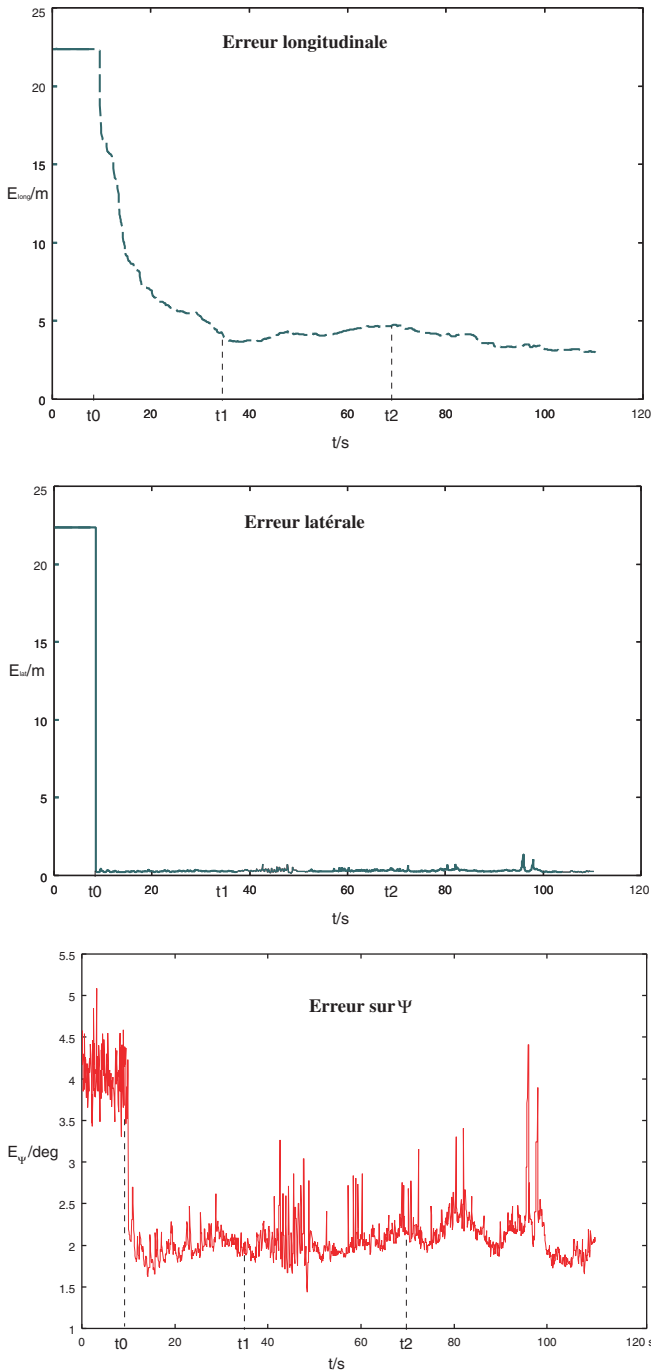 Erreur longitudinale
25
20
15
E long/m
10
5
0
0 t0 20 t1 40 60 t2 80 100 120
t/s
25
Erreur latérale
20
15
E lat/m
10
5
0
0 t0 20 t1 40 60 t2 80 100 120
t/s
5.5
Erreur sur Ψ
5
4.5
4
3.5
E Ψ/deg
3
2.5
2
1.5
1
0 t0 20 t1 40 60 t2 80 100 120 s
t/s